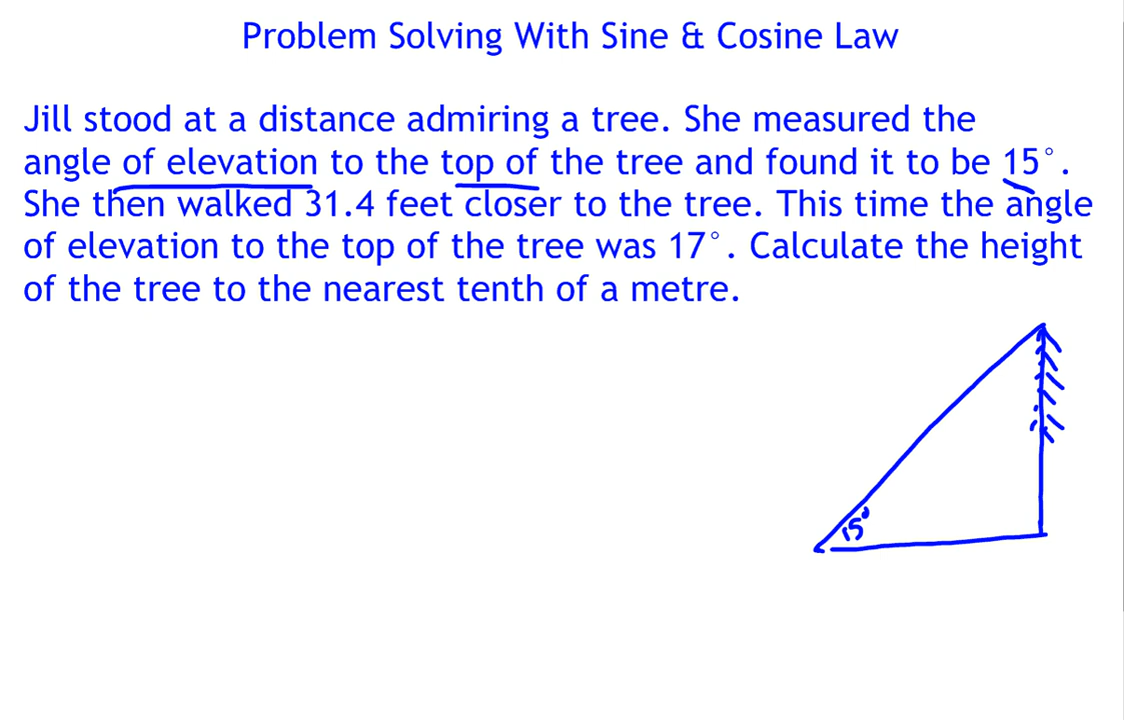 Problem Solving With Sine & Cosine Law
Jill stood at a distance admiring a tree. She measured the
angle of elevation to the top of the tree and found it to be 15°.
She then walked 31.4 feet closer to the tree. This time the angle
of elevation to the top of the tree was 17°. Calculate the height
of the tree to the nearest tenth of a metre.
15°